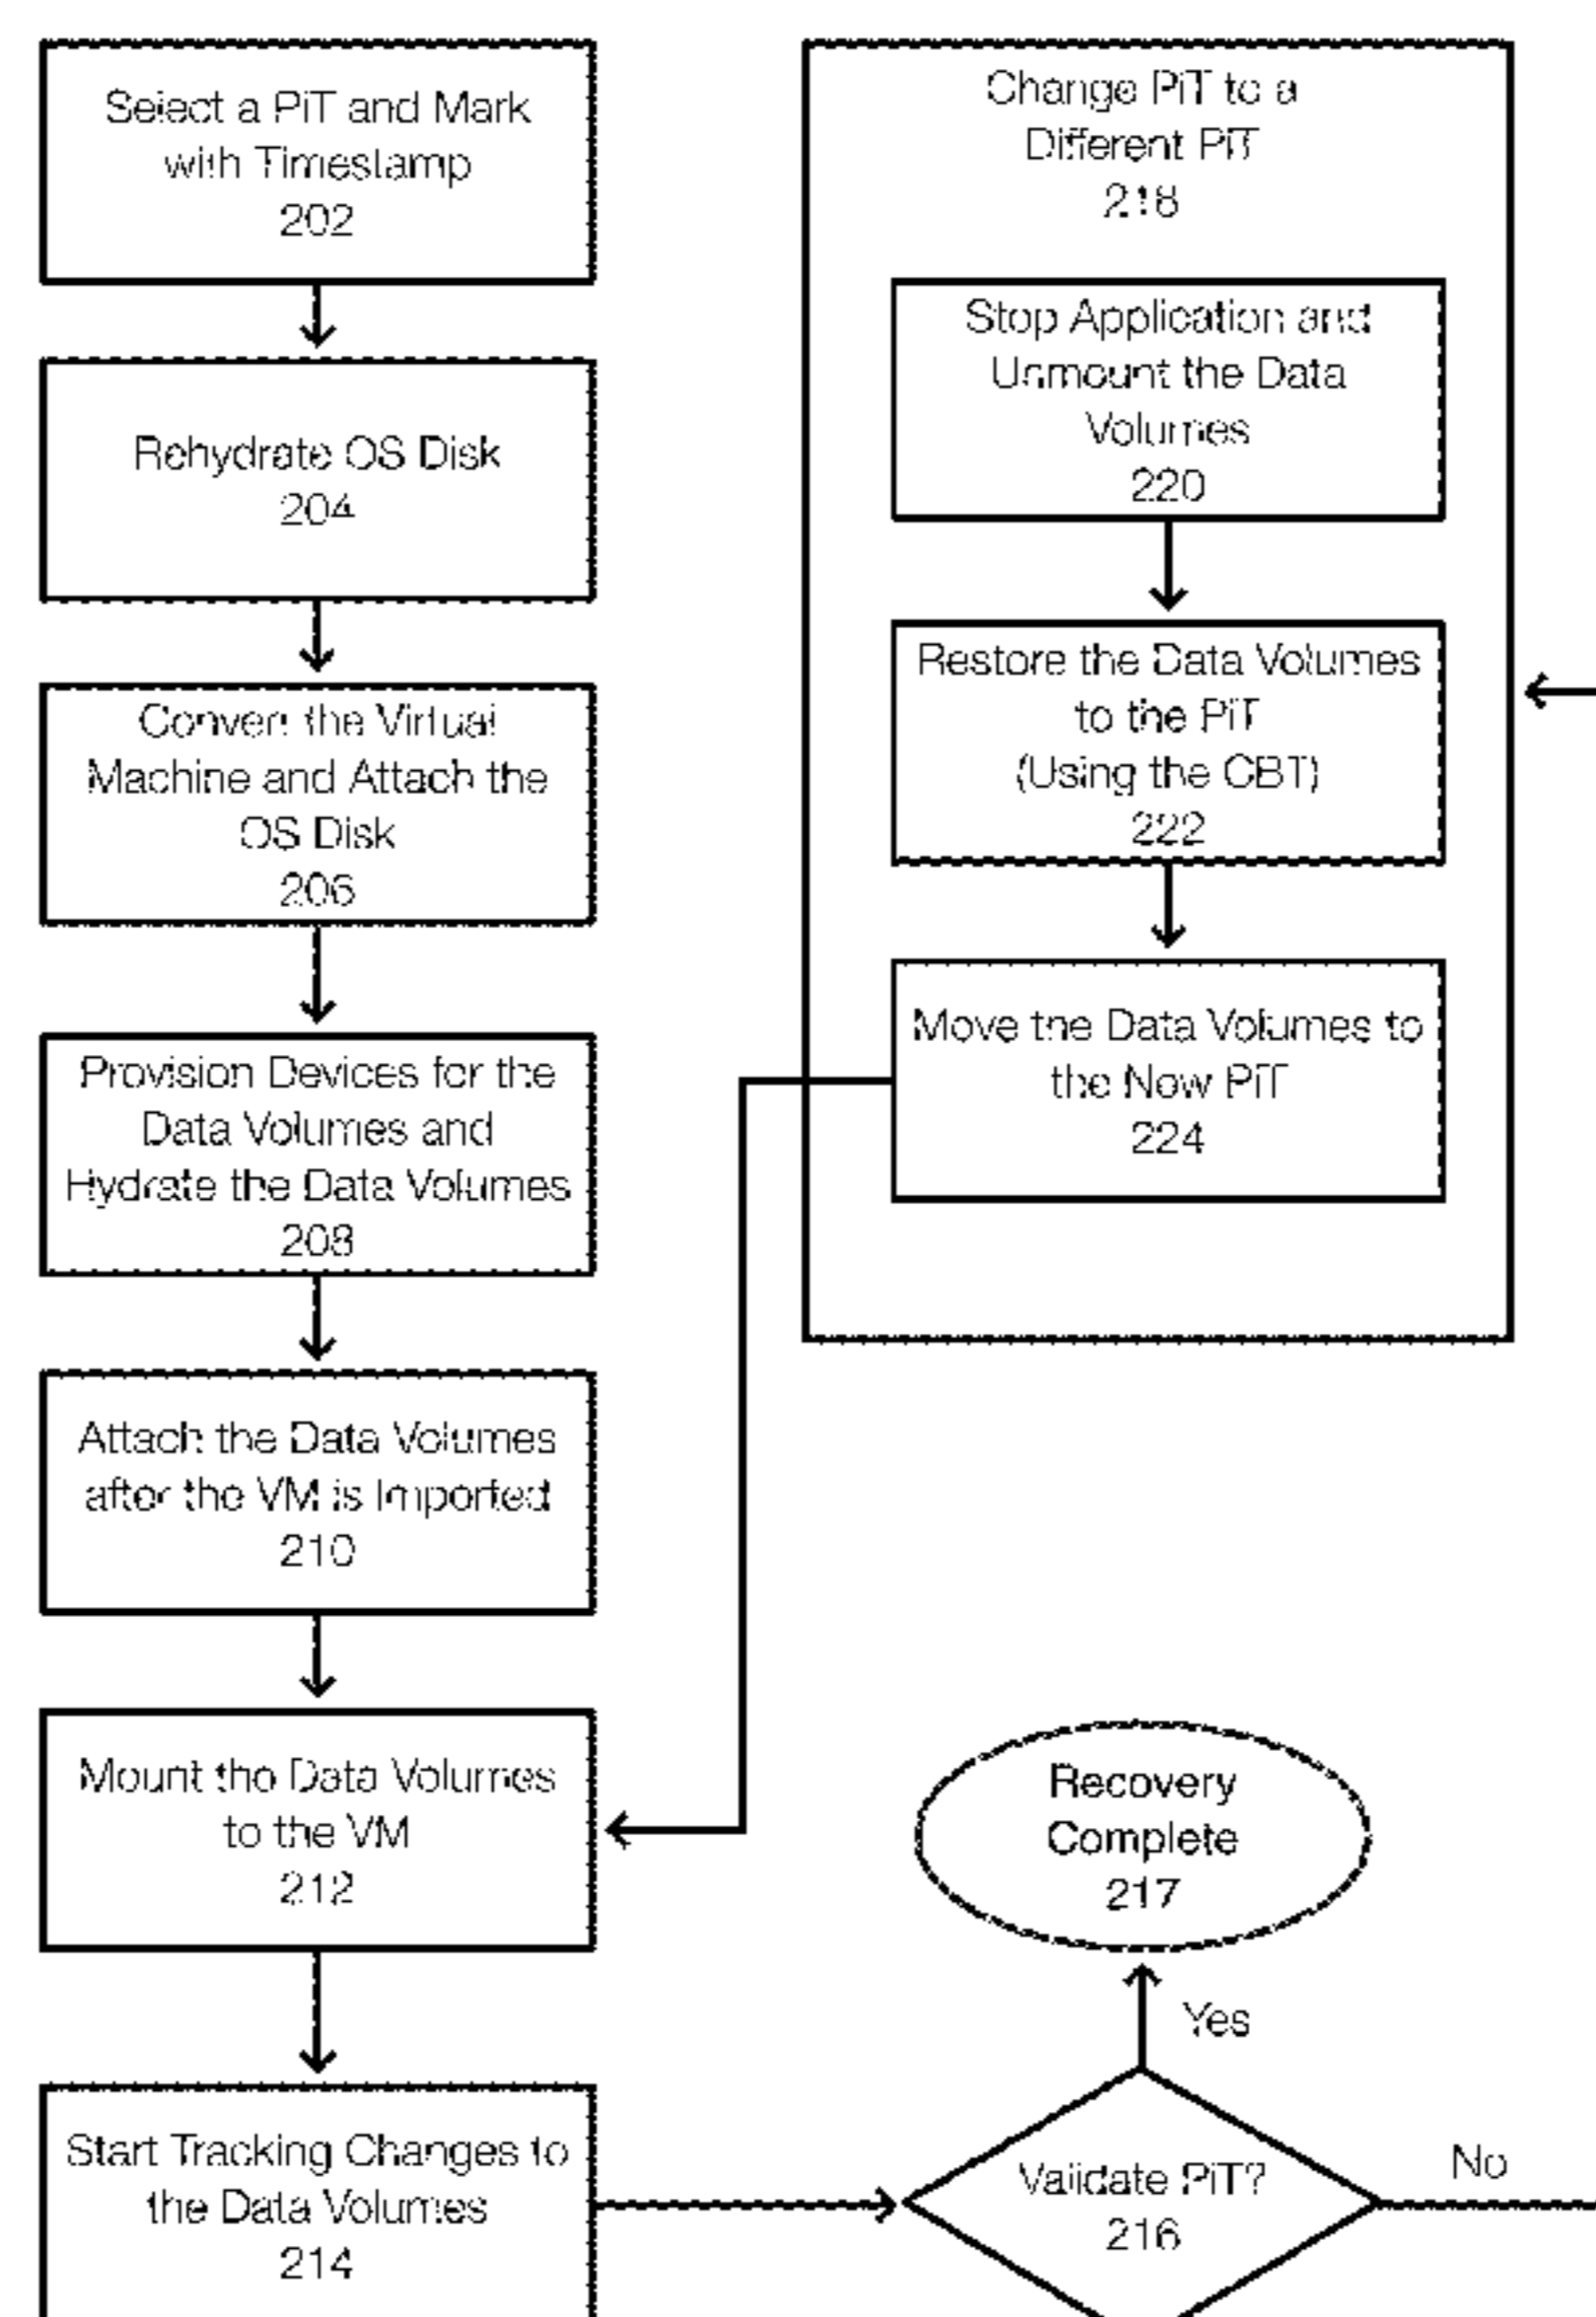 Select a PiT and Mark
with Timestamp
202
Rehydrate OS Disk
204
Convert the Virtual
Machine and Attach the
OS Disk
206
Provision Devices for the
Data Volumes and
Hydrate the Data Volumes
208
Attach the Data Volumes
after the VM is Imported
210
Mount the Data Volumes
to the VM
212
Start Tracking Changes to
the Data Volumes
214
Change PiT to a
Different PiT
218
Stop Application and
Unmount the Data
Volumes
220
Restore the Data Volumes
to the PiT
(Using the CBT)
222
Move the Data Volumes to
the New PiT
224
Recovery
Complete
217
Yes
Validate PiT?
216
No